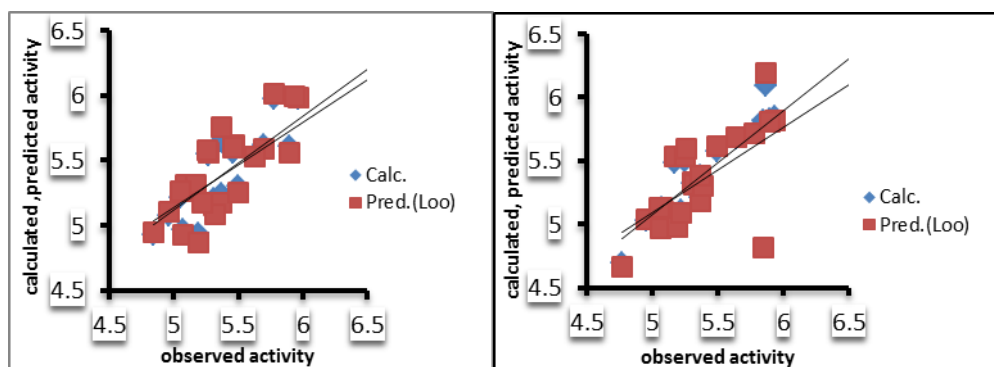 calculated ,predicted activity
6.5
6
5.5
5
4.5
4.5 5 5.5 6 6.5
observed activity
Calc.
Pred.(Loo)
calculated, predicted activity
6.5
6
5.5
5
4.5
4.5 5 5.5 6 6.5
observed activity
Calc.
Pred.(Loo)